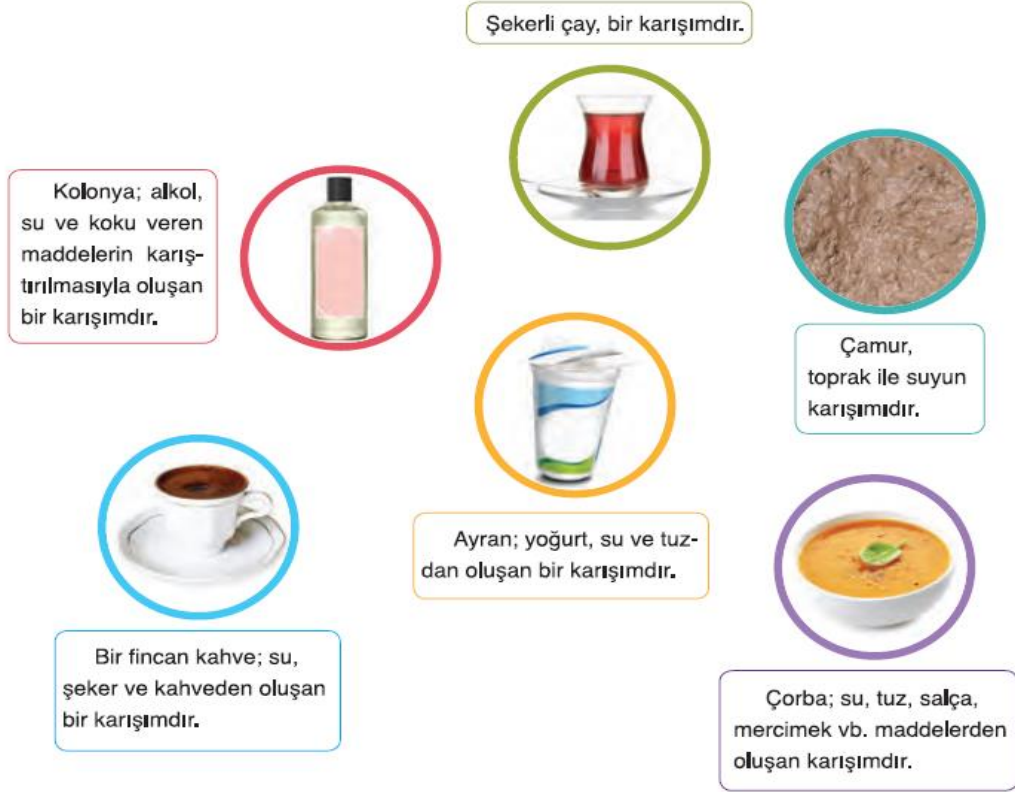 Şekerli çay, bir karışımdır.
Kolonya; alkol,
su ve koku veren
maddelerin karış-
tırılmasıyla oluşan
bir karışımdır.
Çamur,
toprak ile suyun
karışımıdır.
Ayran; yoğurt, su ve tuz-
dan oluşan bir karışımdır.
Bir fincan kahve; su,
şeker ve kahveden oluşan
bir karışımdır.
Çorba; su, tuz, salça,
mercimek vb. maddelerden
oluşan karışımdır.